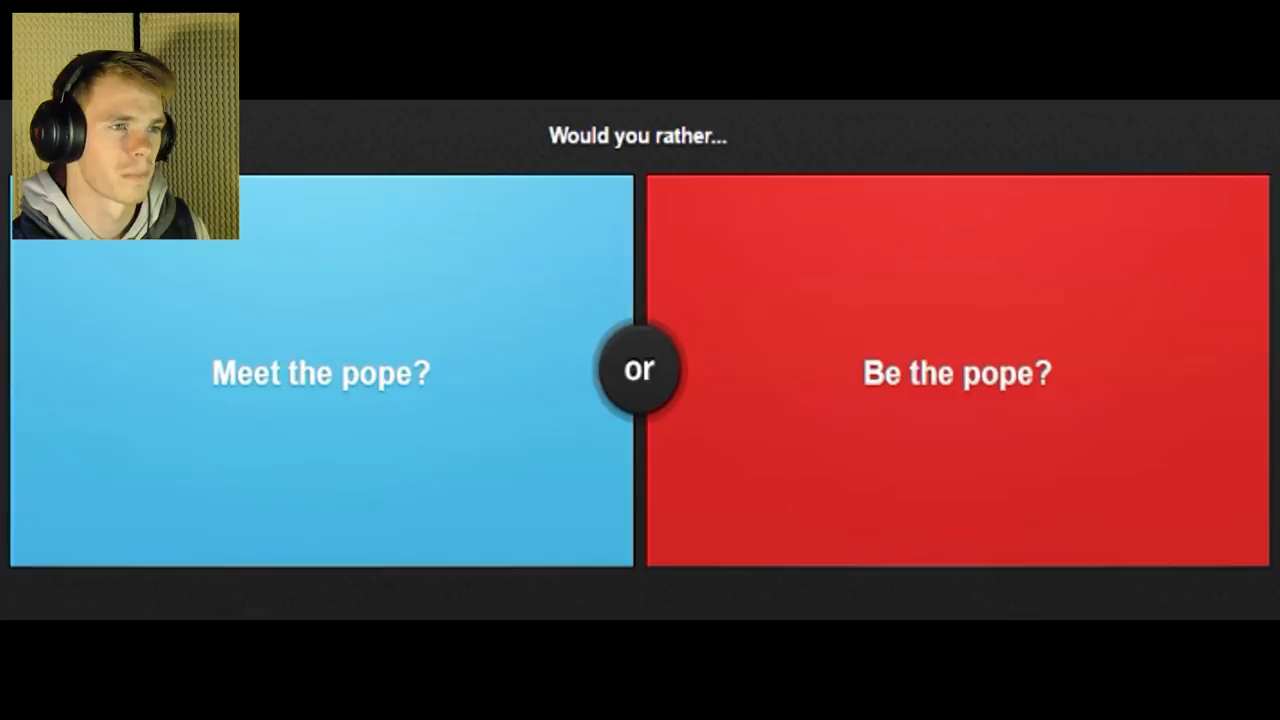 Would you rather...
Meet the pope?
or
Be the pope?